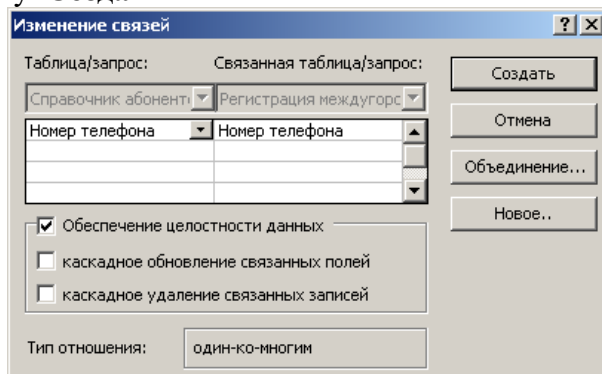 Изменение связей
Таблица/запрос: Связанная таблица/запрос:
Справочник абонент Регистрация междугорс
Номер телефона Номер телефона
Создать
Отмена
Объединение...
Новое..
Обеспечение целостности данных
каскадное обновление связанных полей
каскадное удаление связанных записей
Тип отношения: один-ко-многим